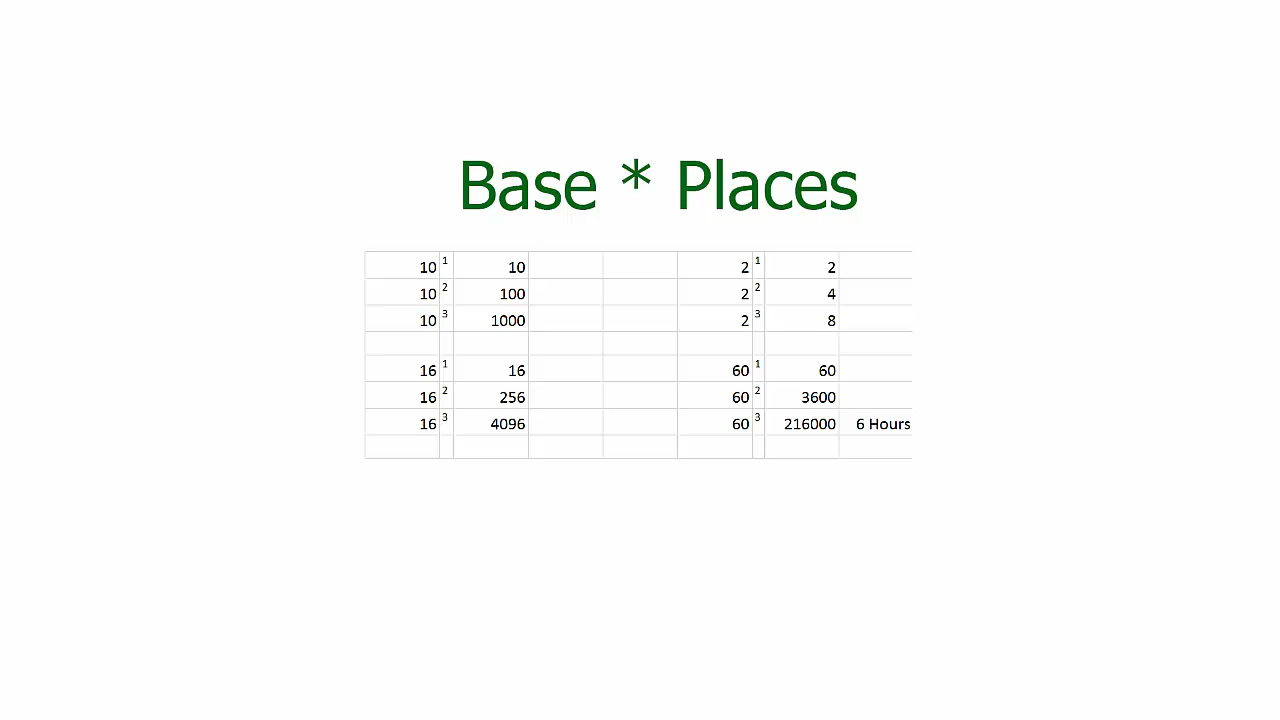 Base * Places
10 1 10 2 1 2
10 2 100 2 2 4
10 3 1000 2 3 8
16 1 16 60 1 60
16 2 256 60 2 3600
16 3 4096 60 3 216000 6 Hours